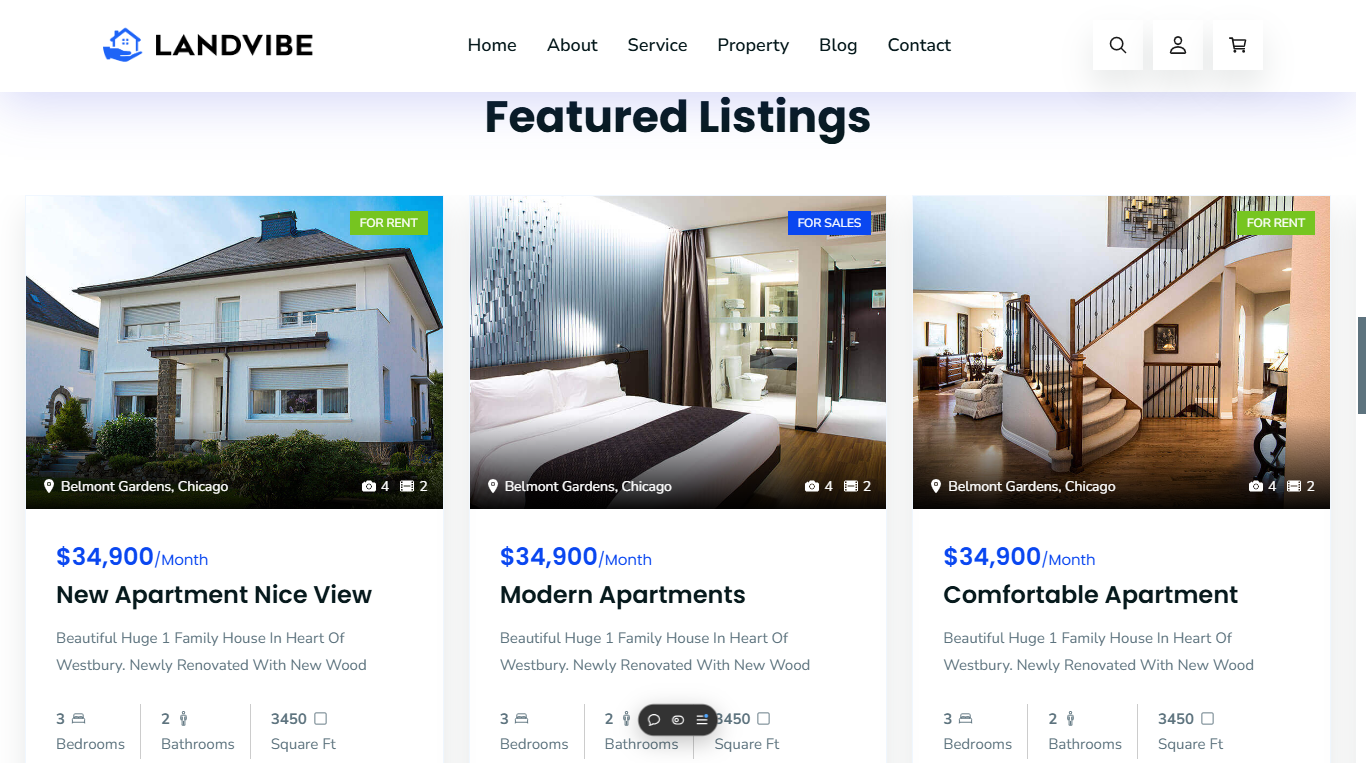 LANDVIBE
Home About Service Property Blog Contact
Featured Listings
FOR RENT
Belmont Gardens, Chicago 4 2
$34,900/Month
New Apartment Nice View
Beautiful Huge 1 Family House In Heart Of
Westbury. Newly Renovated With New Wood
3 2 3450
Bedrooms Bathrooms Square Ft
FOR SALES
Belmont Gardens, Chicago 4 2
$34,900/Month
Modern Apartments
Beautiful Huge 1 Family House In Heart Of
Westbury. Newly Renovated With New Wood
3 2 3450
Bedrooms Bathrooms Square Ft
FOR RENT
Belmont Gardens, Chicago 4 2
$34,900/Month
Comfortable Apartment
Beautiful Huge 1 Family House In Heart Of
Westbury. Newly Renovated With New Wood
3 2 3450
Bedrooms Bathrooms Square Ft